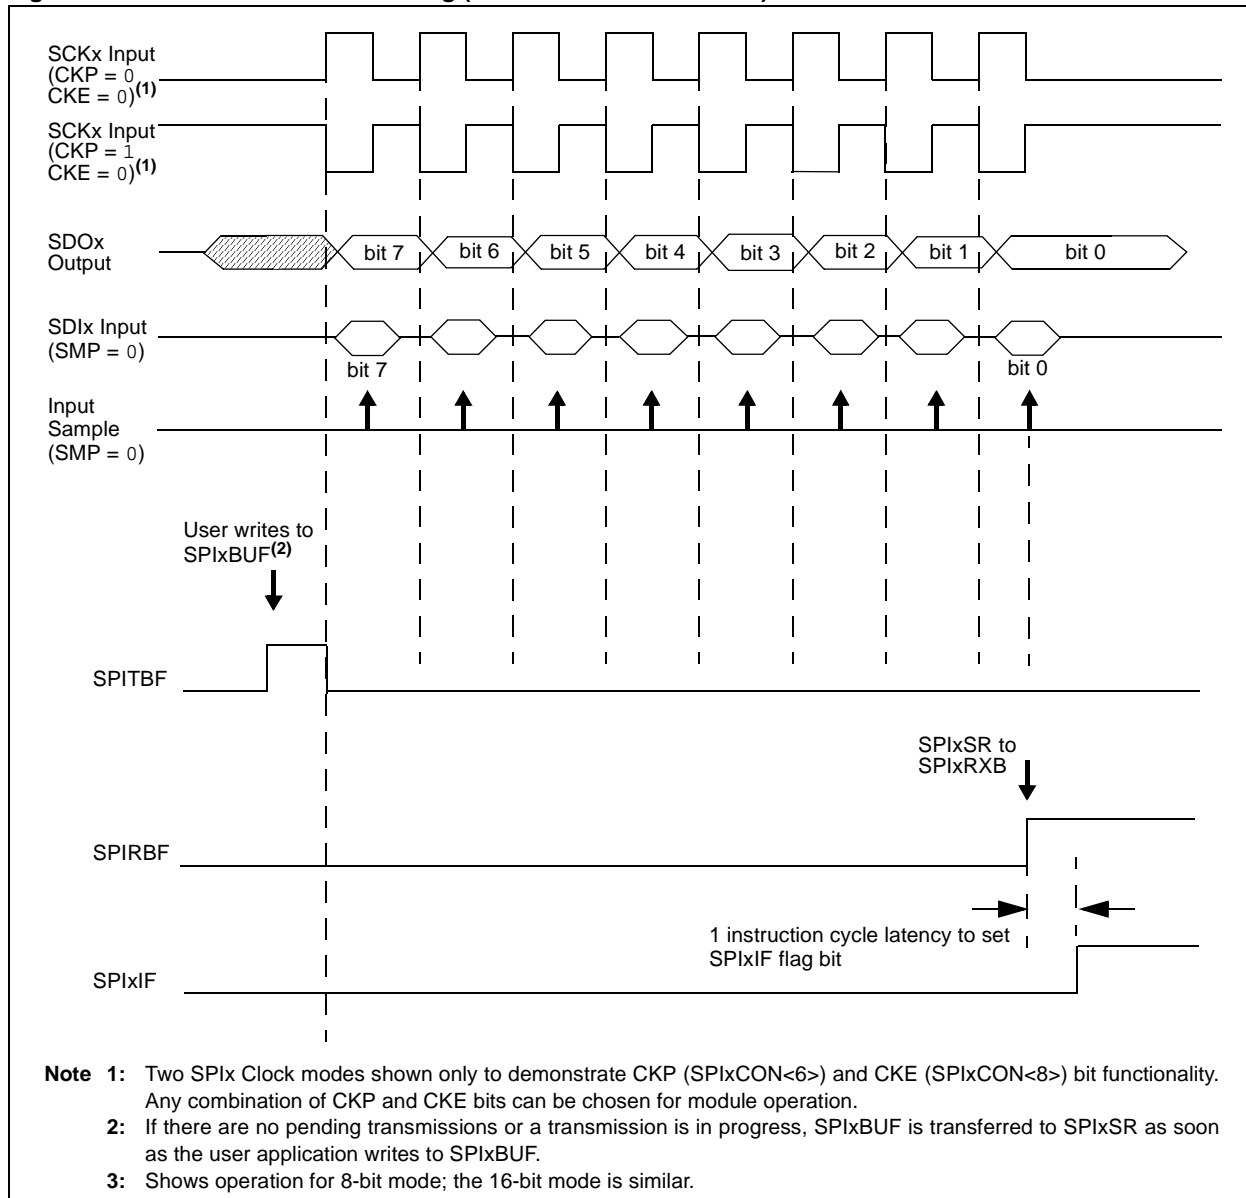 SCKx Input
(CKP = 0
CKE = 0)(1)
SCKx Input
(CKP = 1
CKE = 0)(1)
SDOx
Output
bit 7
bit 6
bit 5
bit 4
bit 3
bit 2
bit 1
bit 0
SDIx Input
(SMP = 0)
bit 7
bit 0
Input
Sample
(SMP = 0)
User writes to
SPIxBUF(2)
SPITBF
SPIxSR to
SPIxRXB
SPIRBF
1 instruction cycle latency to set
SPIxIF flag bit
SPIxIF
Note 1: Two SPIx Clock modes shown only to demonstrate CKP (SPIxCON<6>) and CKE (SPIxCON<8>) bit functionality.
Any combination of CKP and CKE bits can be chosen for module operation.
2: If there are no pending transmissions or a transmission is in progress, SPIxBUF is transferred to SPIxSR as soon
as the user application writes to SPIxBUF.
3: Shows operation for 8-bit mode; the 16-bit mode is similar.